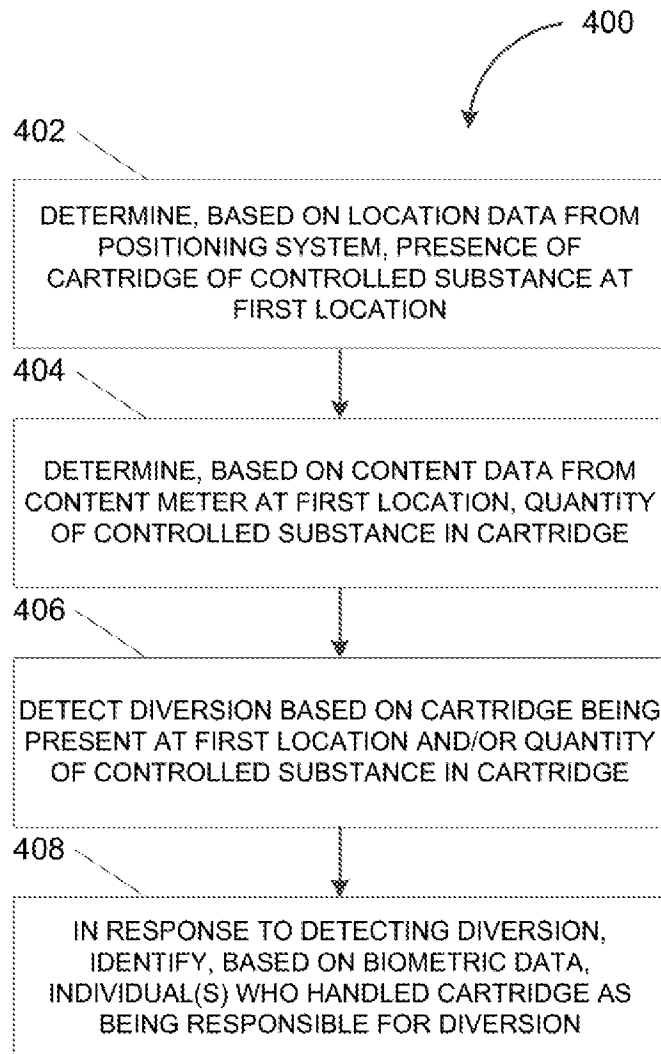 400
402
DETERMINE, BASED ON LOCATION DATA FROM
POSITIONING SYSTEM, PRESENCE OF
CARTRIDGE OF CONTROLLED SUBSTANCE AT
FIRST LOCATION
404
DETERMINE, BASED ON CONTENT DATA FROM
CONTENT METER AT FIRST LOCATION, QUANTITY
OF CONTROLLED SUBSTANCE IN CARTRIDGE
406
DETECT DIVERSION BASED ON CARTRIDGE BEING
PRESENT AT FIRST LOCATION AND/OR QUANTITY
OF CONTROLLED SUBSTANCE IN CARTRIDGE
408
IN RESPONSE TO DETECTING DIVERSION,
IDENTIFY, BASED ON BIOMETRIC DATA,
INDIVIDUAL(S) WHO HANDLED CARTRIDGE AS
BEING RESPONSIBLE FOR DIVERSION